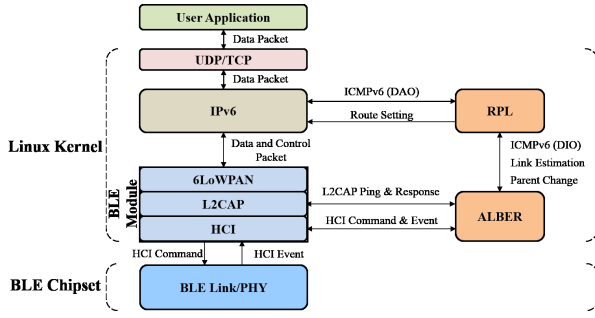 User Application
Data Packet
UDP/TCP
Data Packet
IPv6
ICMPv6 (DAO)
Route Setting
RPL
Linux Kernel
Data and Control
Packet
ICMPv6 (DIO)
Link Estimation
Parent Change
BLE
Module
6LoWPAN
L2CAP
HCI
L2CAP Ping & Response
HCI Command & Event
ALBER
HCI Command
HCI Event
BLE Chipset
BLE Link/PHY